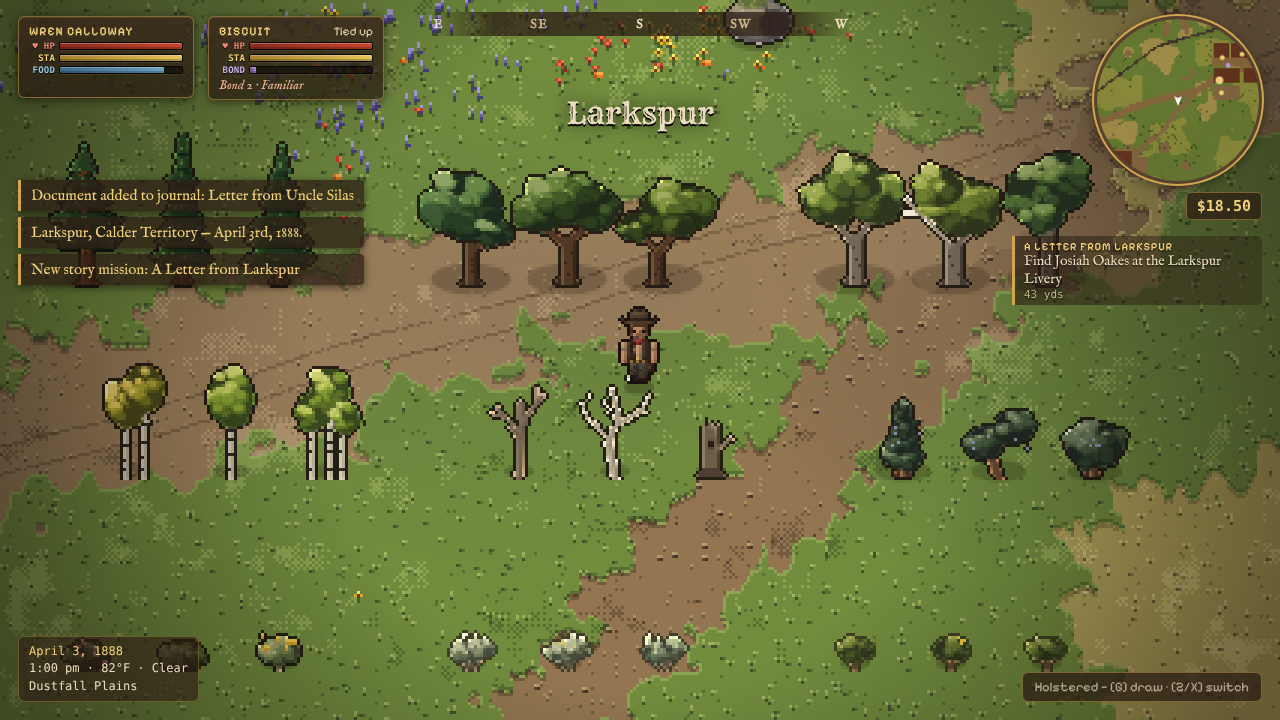 WREN CALLOWAY
♥ HP
STA
FOOD
BISCUIT Tied up
♥ HP
STA
BOND
Bond 2 · Familiar
E SE S SW W
Larkspur
Document added to journal: Letter from Uncle Silas
Larkspur, Calder Territory — April 3rd, 1888.
New story mission: A Letter from Larkspur
$18.50
A LETTER FROM LARKSPUR
Find Josiah Oakes at the Larkspur
Livery
43 yds
April 3, 1888
1:00 pm · 82°F · Clear
Dustfall Plains
Holstered - (G) draw · (Z/X) switch